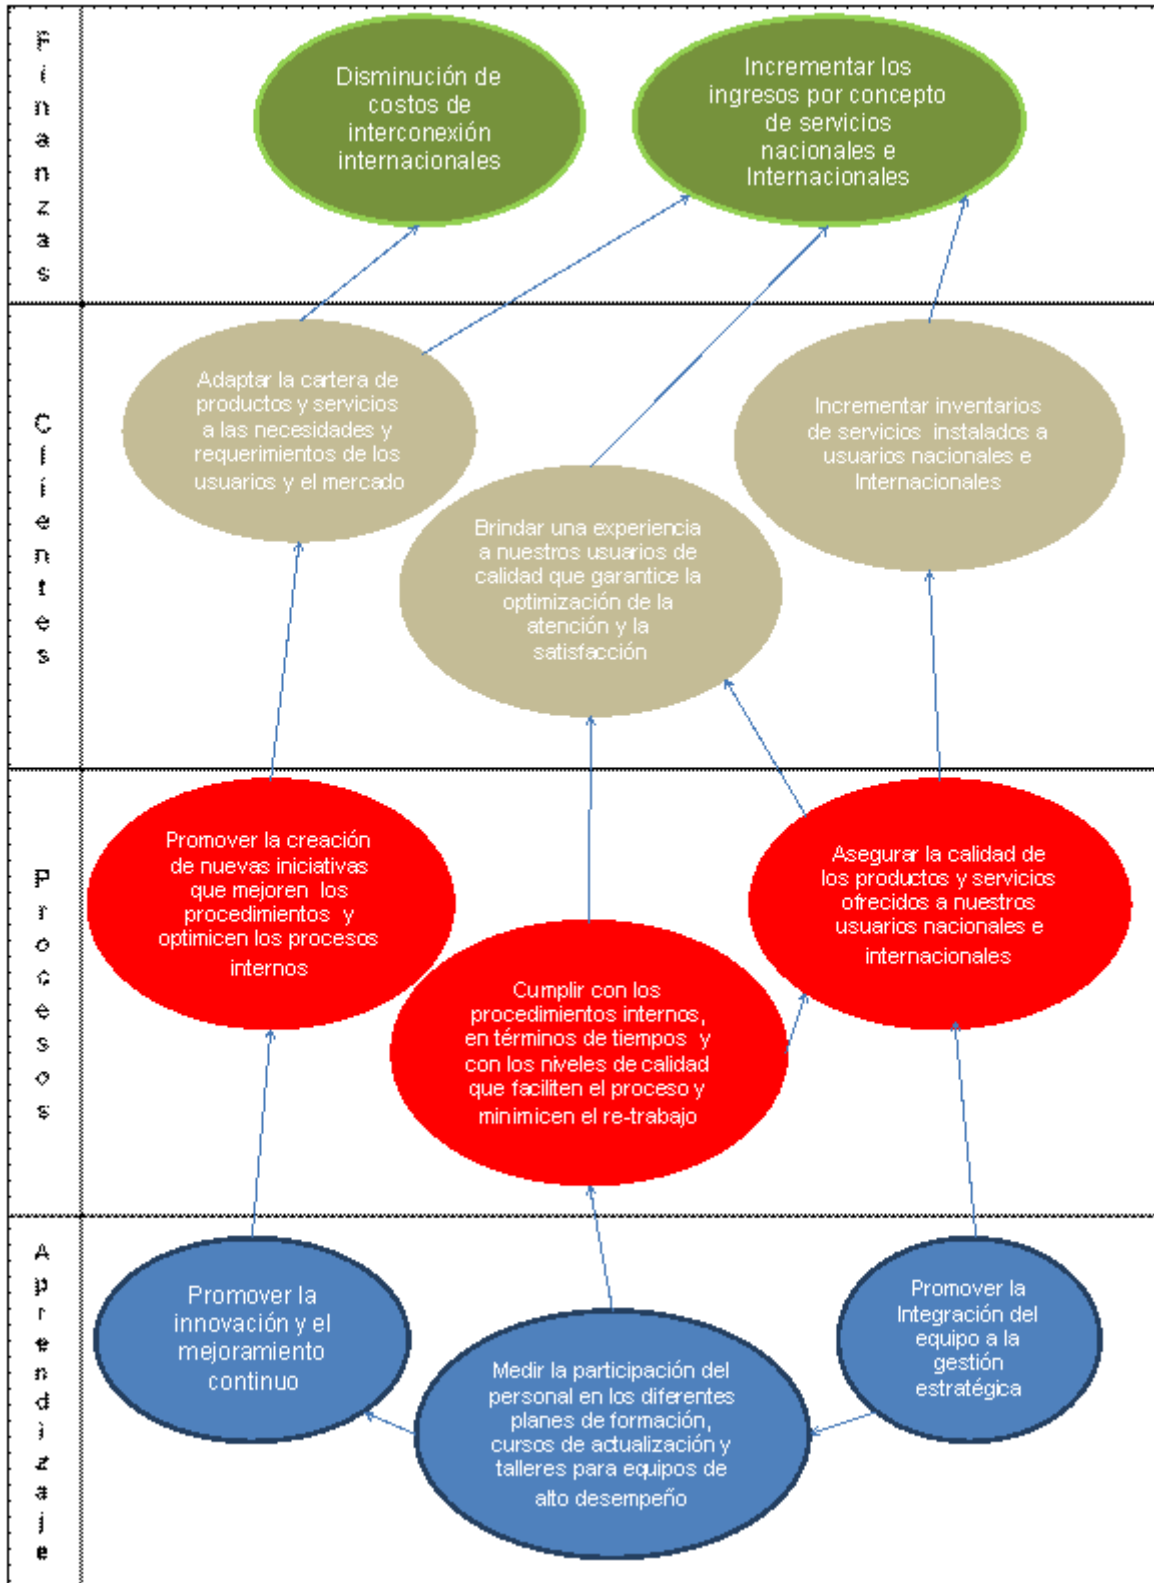 Finanzas
Disminución de
costos de
interconexión
internacionales
Incrementar los
ingresos por concepto
de servicios
nacionales e
Internacionales
Clientes
Adaptar la cartera de
productos y servicios
a las necesidades y
requerimientos de los
usuarios y el mercado
Brindar una experiencia
a nuestros usuarios de
calidad que garantice la
optimización de la
atención y la
satisfacción
Incrementar inventarios
de servicios instalados a
usuarios nacionales e
Internacionales
Procesos
Promover la creación
de nuevas iniciativas
que mejoren los
procedimientos y
optimicen los procesos
internos
Cumplir con los
procedimientos internos,
en términos de tiempos y
con los niveles de calidad
que faciliten el proceso y
minimicen el re-trabajo
Asegurar la calidad de
los productos y servicios
ofrecidos a nuestros
usuarios nacionales e
internacionales
Aprendizaje
Promover la
innovación y el
mejoramiento
continuo
Medir la participación del
personal en los diferentes
planes de formación,
cursos de actualización y
talleres para equipos de
alto desempeño
Promover la
Integración del
equipo a la
gestión
estratégica